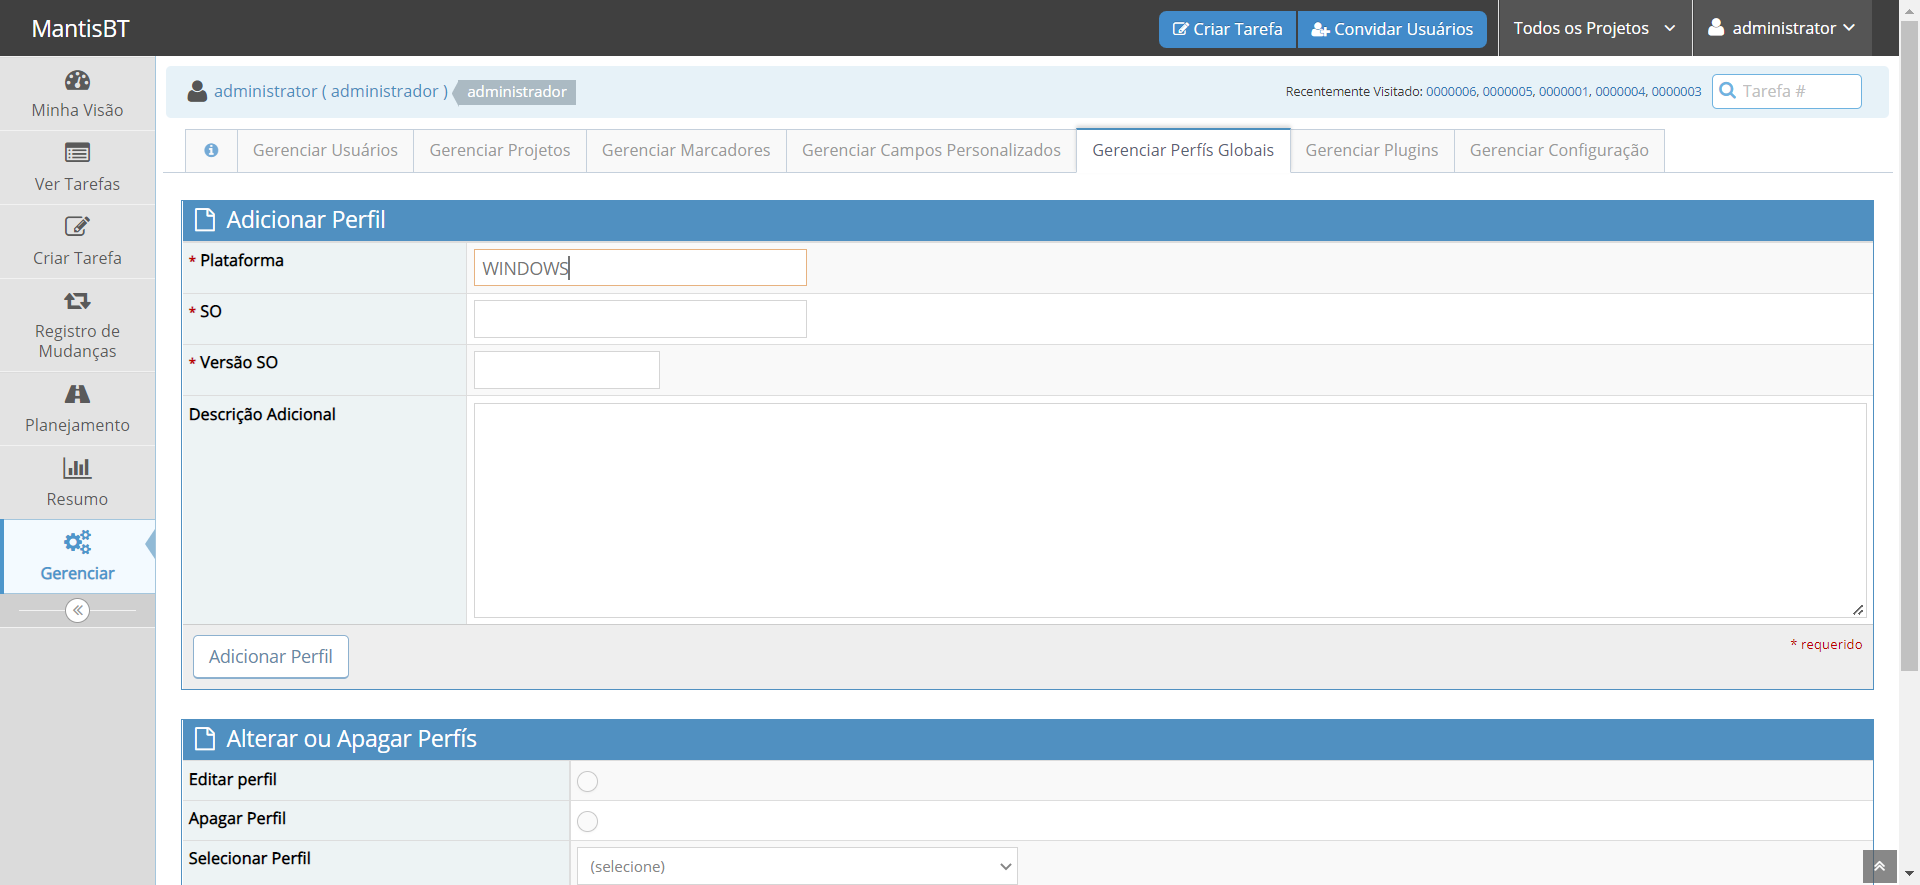 MantisBT
Criar Tarefa
Convidar Usuários
Todos os Projetos
administrator
Minha Visão
Ver Tarefas
Criar Tarefa
Registro de
Mudanças
Planejamento
Resumo
Gerenciar
administrator ( administrador )
administrador
Recentemente Visitado: 0000006, 0000005, 0000001, 0000004, 0000003
Tarefa #
Gerenciar Usuários
Gerenciar Projetos
Gerenciar Marcadores
Gerenciar Campos Personalizados
Gerenciar Perfís Globais
Gerenciar Plugins
Gerenciar Configuração
Adicionar Perfil
* Plataforma
WINDOWS
* SO
* Versão SO
Descrição Adicional
Adicionar Perfil
* requerido
Alterar ou Apagar Perfís
Editar perfil
Apagar Perfil
Selecionar Perfil
(selecione)